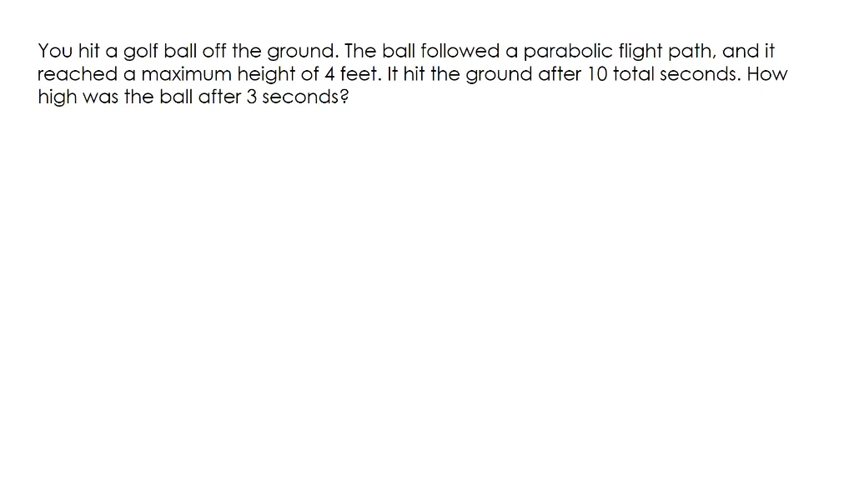 You hit a golf ball off the ground. The ball followed a parabolic flight path, and it
reached a maximum height of 4 feet. It hit the ground after 10 total seconds. How
high was the ball after 3 seconds?